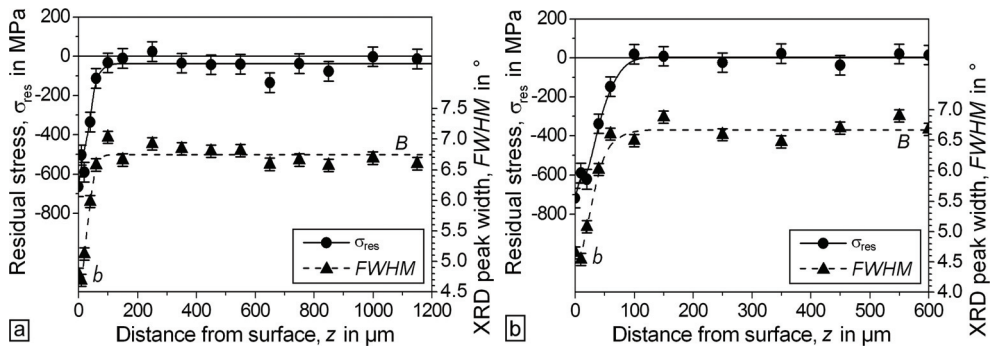 200
0
-200
-400
-600
-800
Residual stress, σres in MPa
7.5
7.0
6.5
6.0
5.5
5.0
4.5
XRD peak width, FWHM in °
B
b
σres
FWHM
0 200 400 600 800 1000 1200
Distance from surface, z in µm
a
200
0
-200
-400
-600
-800
Residual stress, σres in MPa
7.0
6.5
6.0
5.5
5.0
4.5
4.0
XRD peak width, FWHM in °
B
b
σres
FWHM
0 100 200 300 400 500 600
Distance from surface, z in µm
b